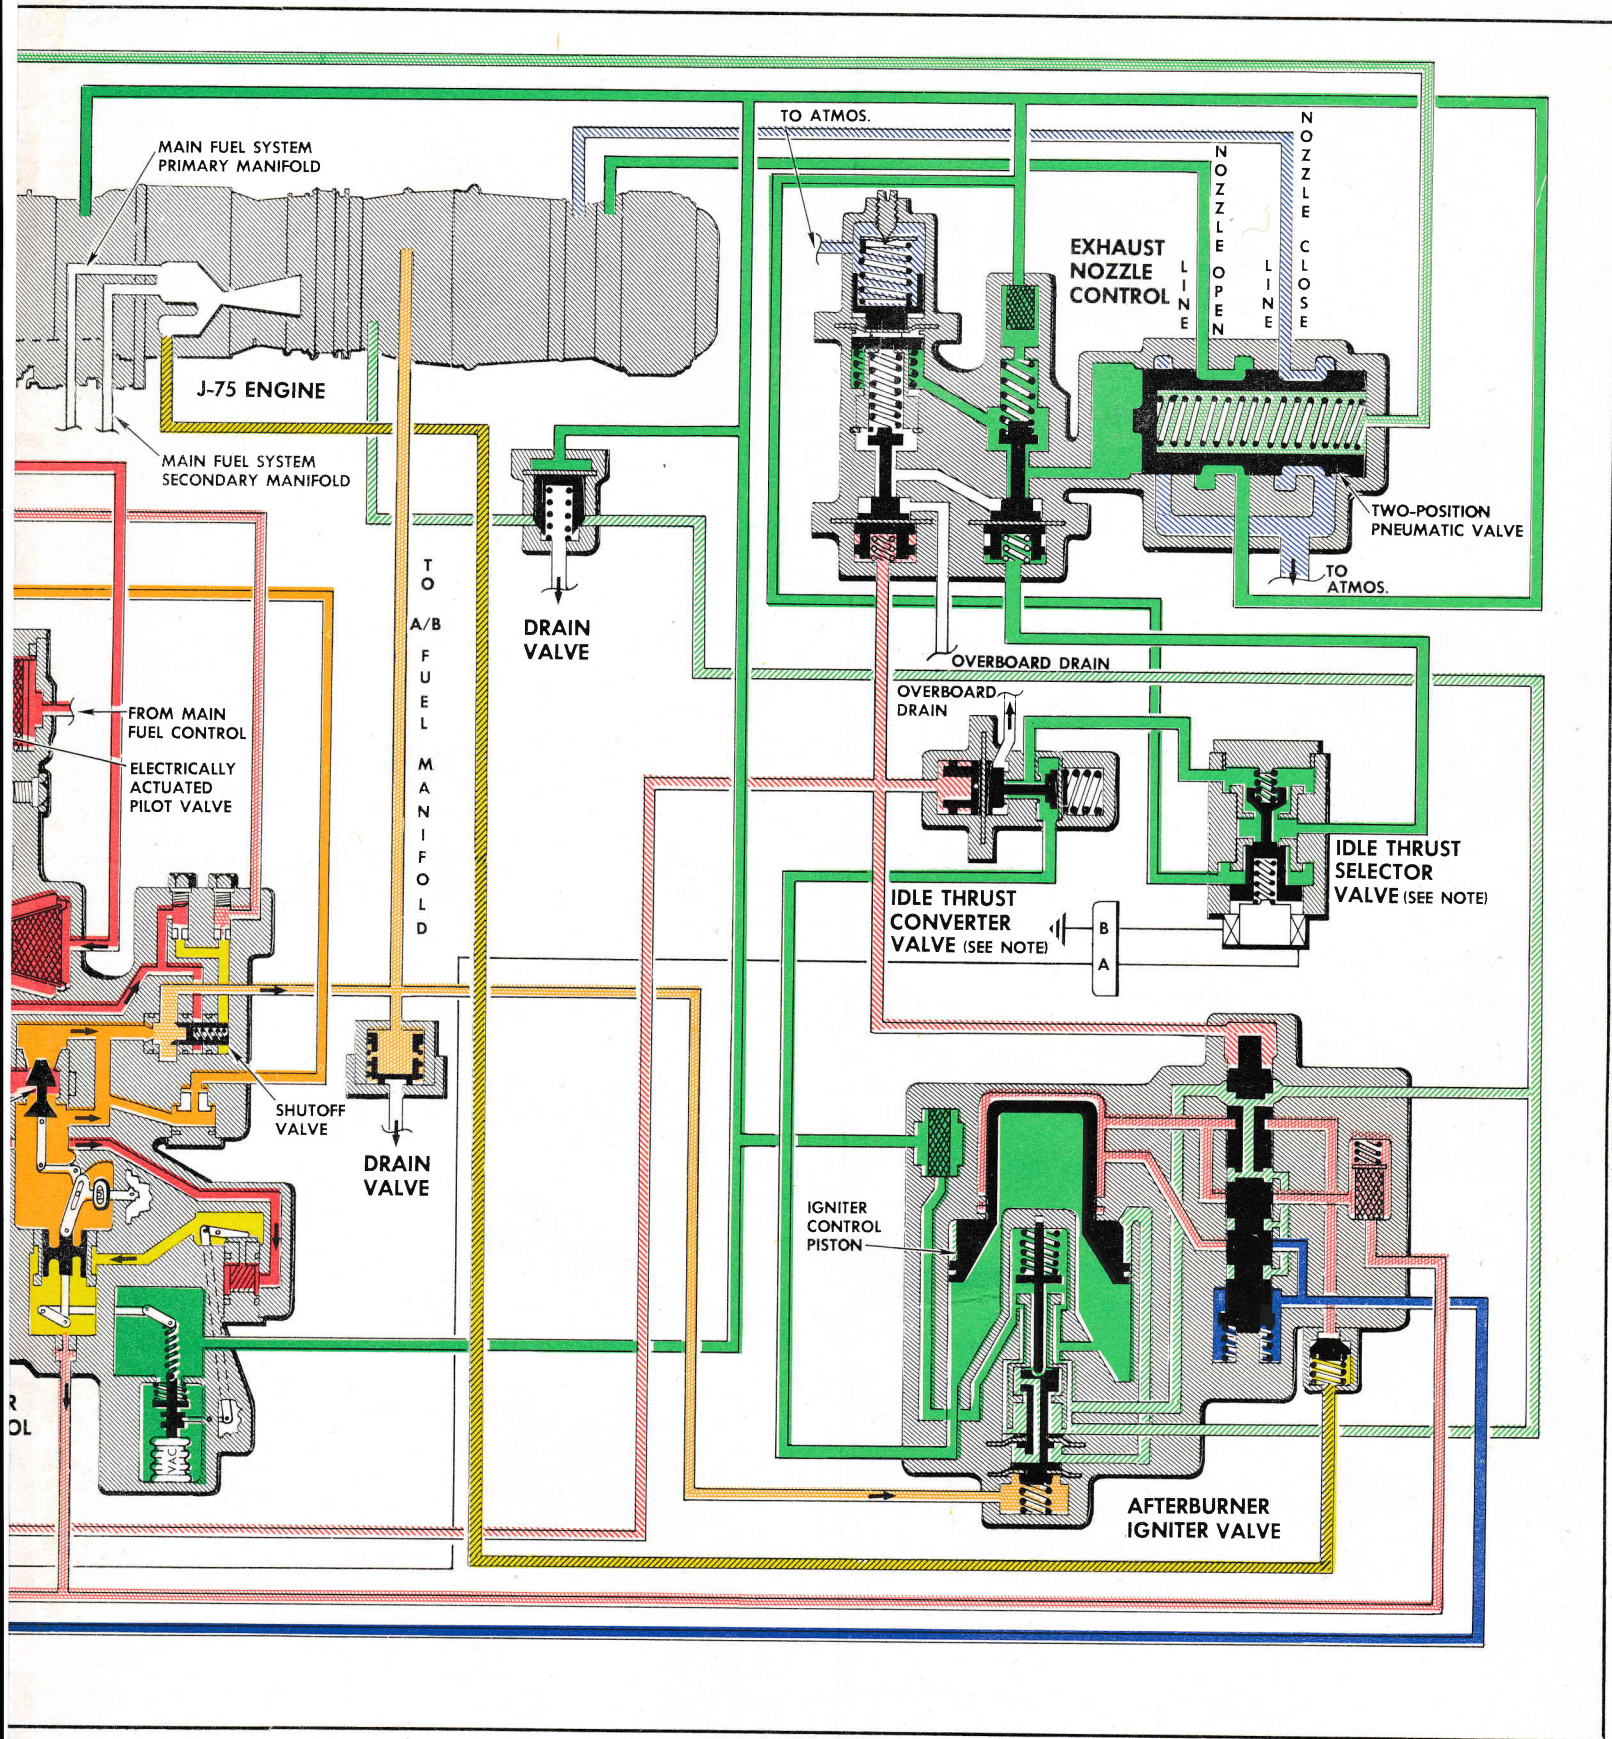 TO ATMOS.
MAIN FUEL SYSTEM
PRIMARY MANIFOLD
NOZZLE OPEN
LINE
NOZZLE CLOSE
LINE
EXHAUST
NOZZLE
CONTROL
J-75 ENGINE
MAIN FUEL SYSTEM
SECONDARY MANIFOLD
TWO-POSITION
PNEUMATIC VALVE
TO
ATMOS.
TO A/B FUEL MANIFOLD
DRAIN
VALVE
OVERBOARD DRAIN
OVERBOARD
DRAIN
FROM MAIN
FUEL CONTROL
ELECTRICALLY
ACTUATED
PILOT VALVE
IDLE THRUST
SELECTOR
VALVE (SEE NOTE)
IDLE THRUST
CONVERTER
VALVE (SEE NOTE)
B
A
SHUTOFF
VALVE
DRAIN
VALVE
IGNITER
CONTROL
PISTON
R
OL
VAC
AFTERBURNER
IGNITER VALVE